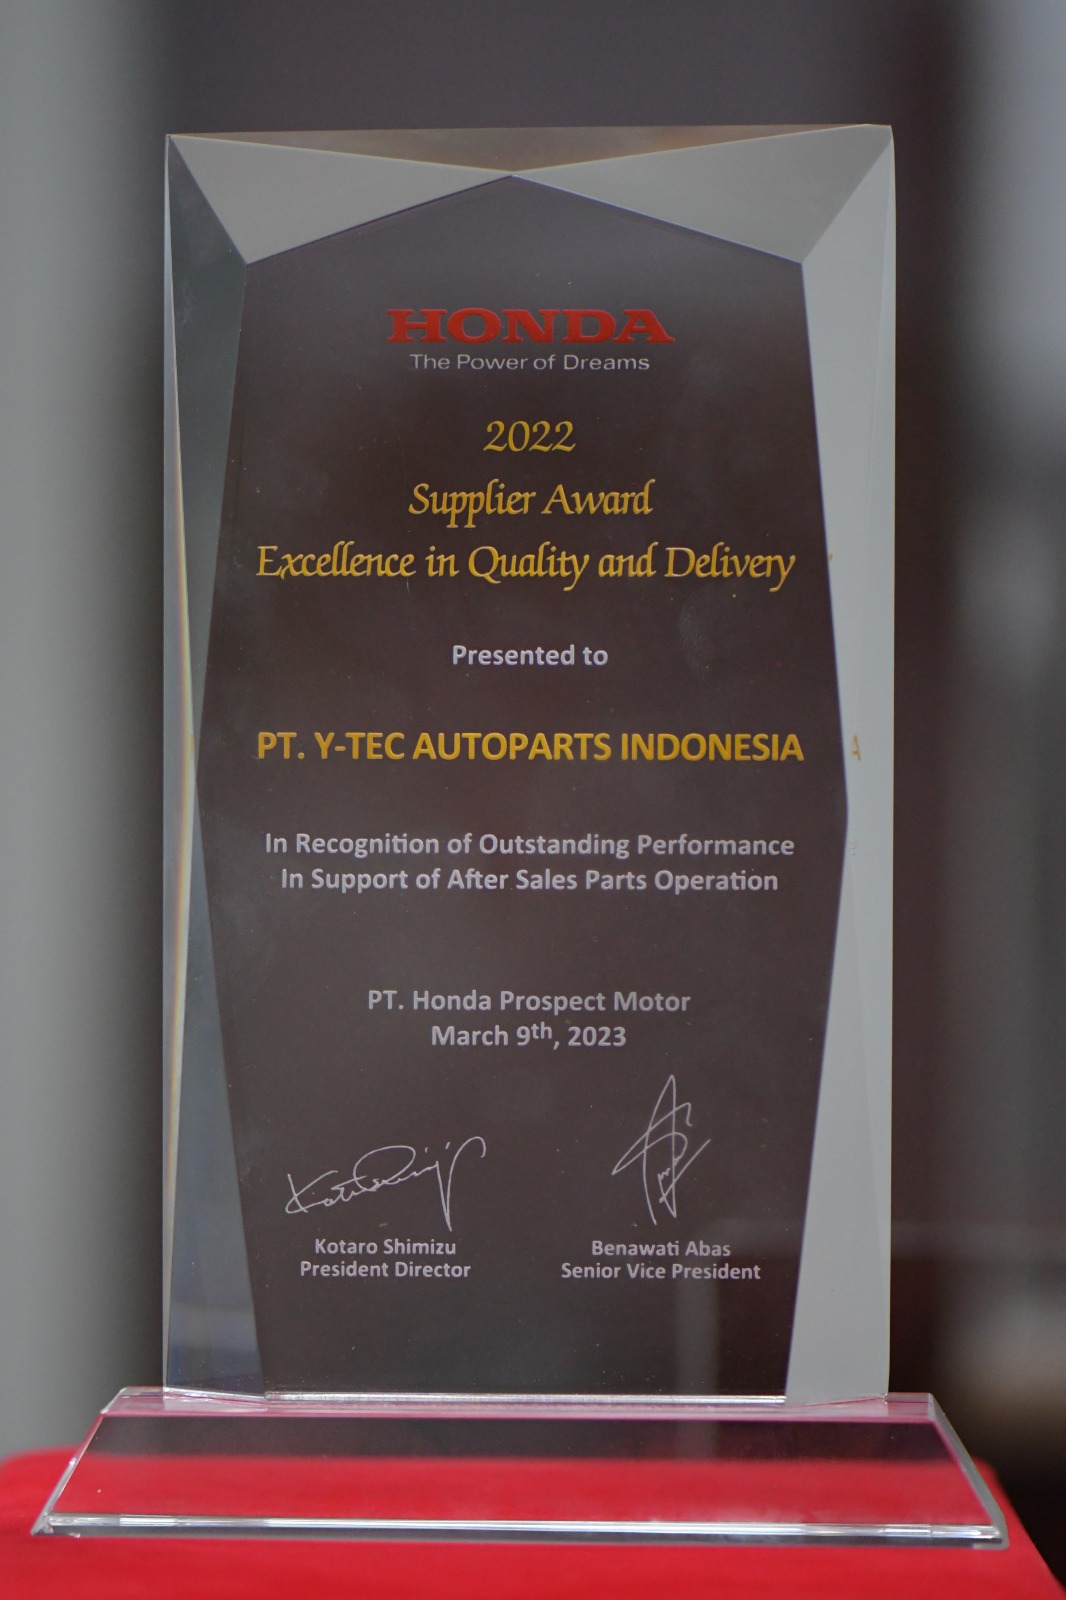 HONDA
The Power of Dreams
2022
Supplier Award
Excellence in Quality and Delivery
Presented to
PT. Y-TEC AUTOPARTS INDONESIA
In Recognition of Outstanding Performance
In Support of After Sales Parts Operation
PT. Honda Prospect Motor
March 9th, 2023
Kotaro Shimizu
President Director
Benawati Abas
Senior Vice President